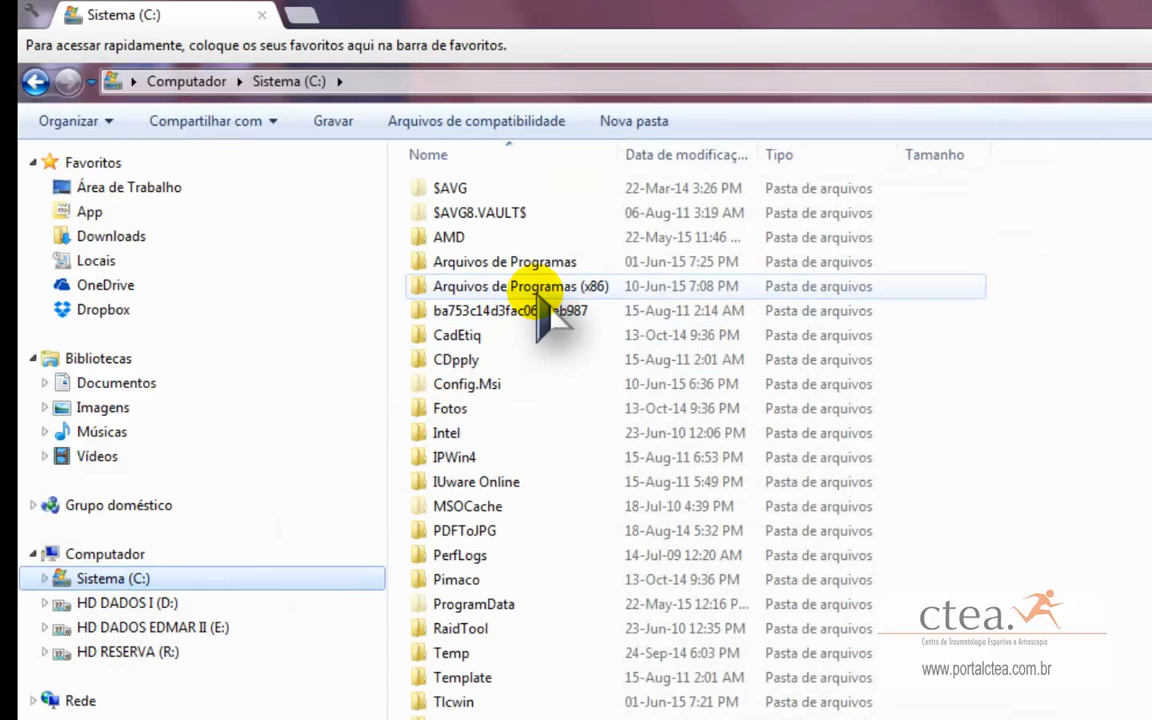 Sistema (C:)
Para acessar rapidamente, coloque os seus favoritos aqui na barra de favoritos.
Computador Sistema (C:)
Organizar Compartilhar com Gravar Arquivos de compatibilidade Nova pasta
Nome Data de modificaç... Tipo Tamanho
Favoritos
Área de Trabalho
App
Downloads
Locais
OneDrive
Dropbox
Bibliotecas
Documentos
Imagens
Músicas
Vídeos
Grupo doméstico
Computador
Sistema (C:)
HD DADOS I (D:)
HD DADOS EDMAR II (E:)
HD RESERVA (R:)
Rede
$AVG 22-Mar-14 3:26 PM Pasta de arquivos
$AVG8.VAULT$ 06-Aug-11 3:19 AM Pasta de arquivos
AMD 22-May-15 11:46 ... Pasta de arquivos
Arquivos de Programas 01-Jun-15 7:25 PM Pasta de arquivos
Arquivos de Programas (x86) 10-Jun-15 7:08 PM Pasta de arquivos
15-Aug-11 2:14 AM Pasta de arquivos
CadEtiq 13-Oct-14 9:36 PM Pasta de arquivos
CDpply 15-Aug-11 2:01 AM Pasta de arquivos
Config.Msi 10-Jun-15 6:36 PM Pasta de arquivos
Fotos 13-Oct-14 9:36 PM Pasta de arquivos
Intel 23-Jun-10 12:06 PM Pasta de arquivos
IPWin4 15-Aug-11 6:53 PM Pasta de arquivos
IUware Online 15-Aug-11 5:49 PM Pasta de arquivos
MSOCache 18-Jul-10 4:39 PM Pasta de arquivos
PDFToJPG 18-Aug-14 5:32 PM Pasta de arquivos
PerfLogs 14-Jul-09 12:20 AM Pasta de arquivos
Pimaco 13-Oct-14 9:36 PM Pasta de arquivos
ProgramData 22-May-15 12:16 P... Pasta de arquivos
RaidTool 23-Jun-10 12:35 PM Pasta de arquivos
Temp 24-Sep-14 6:03 PM Pasta de arquivos
Template 15-Aug-11 2:01 AM Pasta de arquivos
Tlcwin 01-Jun-15 7:21 PM Pasta de arquivos
ctea.
Centro de Traumatologia Esportiva e Artroscopia
www.portalctea.com.br